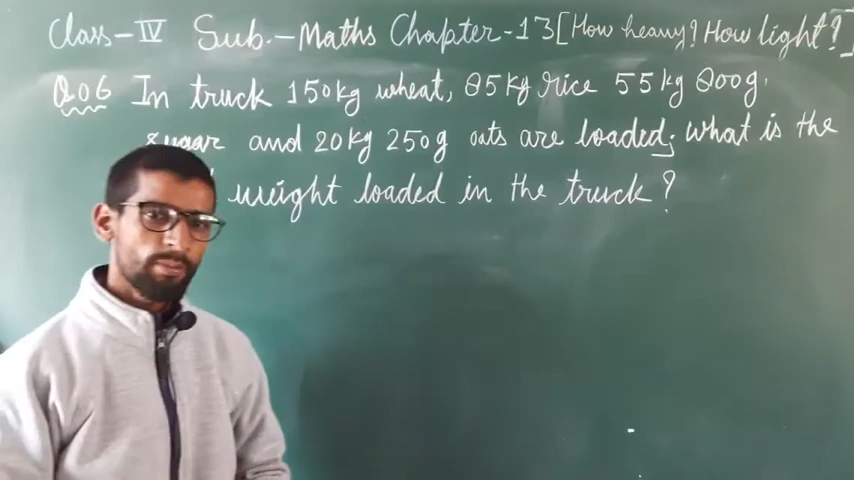 Class-IV Sub.-Maths Chapter-13[How heavy? How light?]
Q.06 In truck 150kg wheat, 85kg rice 55kg 800g.
sugar and 20kg 250g oats are loaded; what is the
weight loaded in the truck?